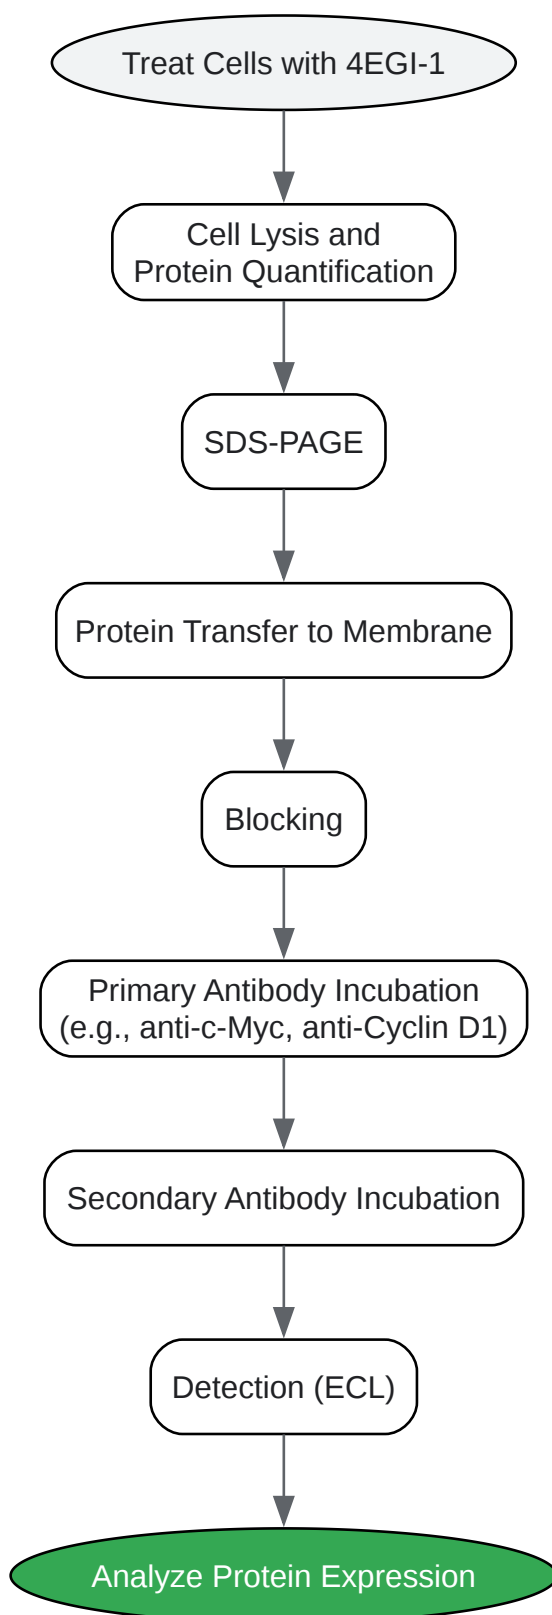 Treat Cells with 4EGI-1
Cell Lysis and
Protein Quantification
SDS-PAGE
Protein Transfer to Membrane
Blocking
Primary Antibody Incubation
(e.g., anti-c-Myc, anti-Cyclin D1)
Secondary Antibody Incubation
Detection (ECL)
Analyze Protein Expression